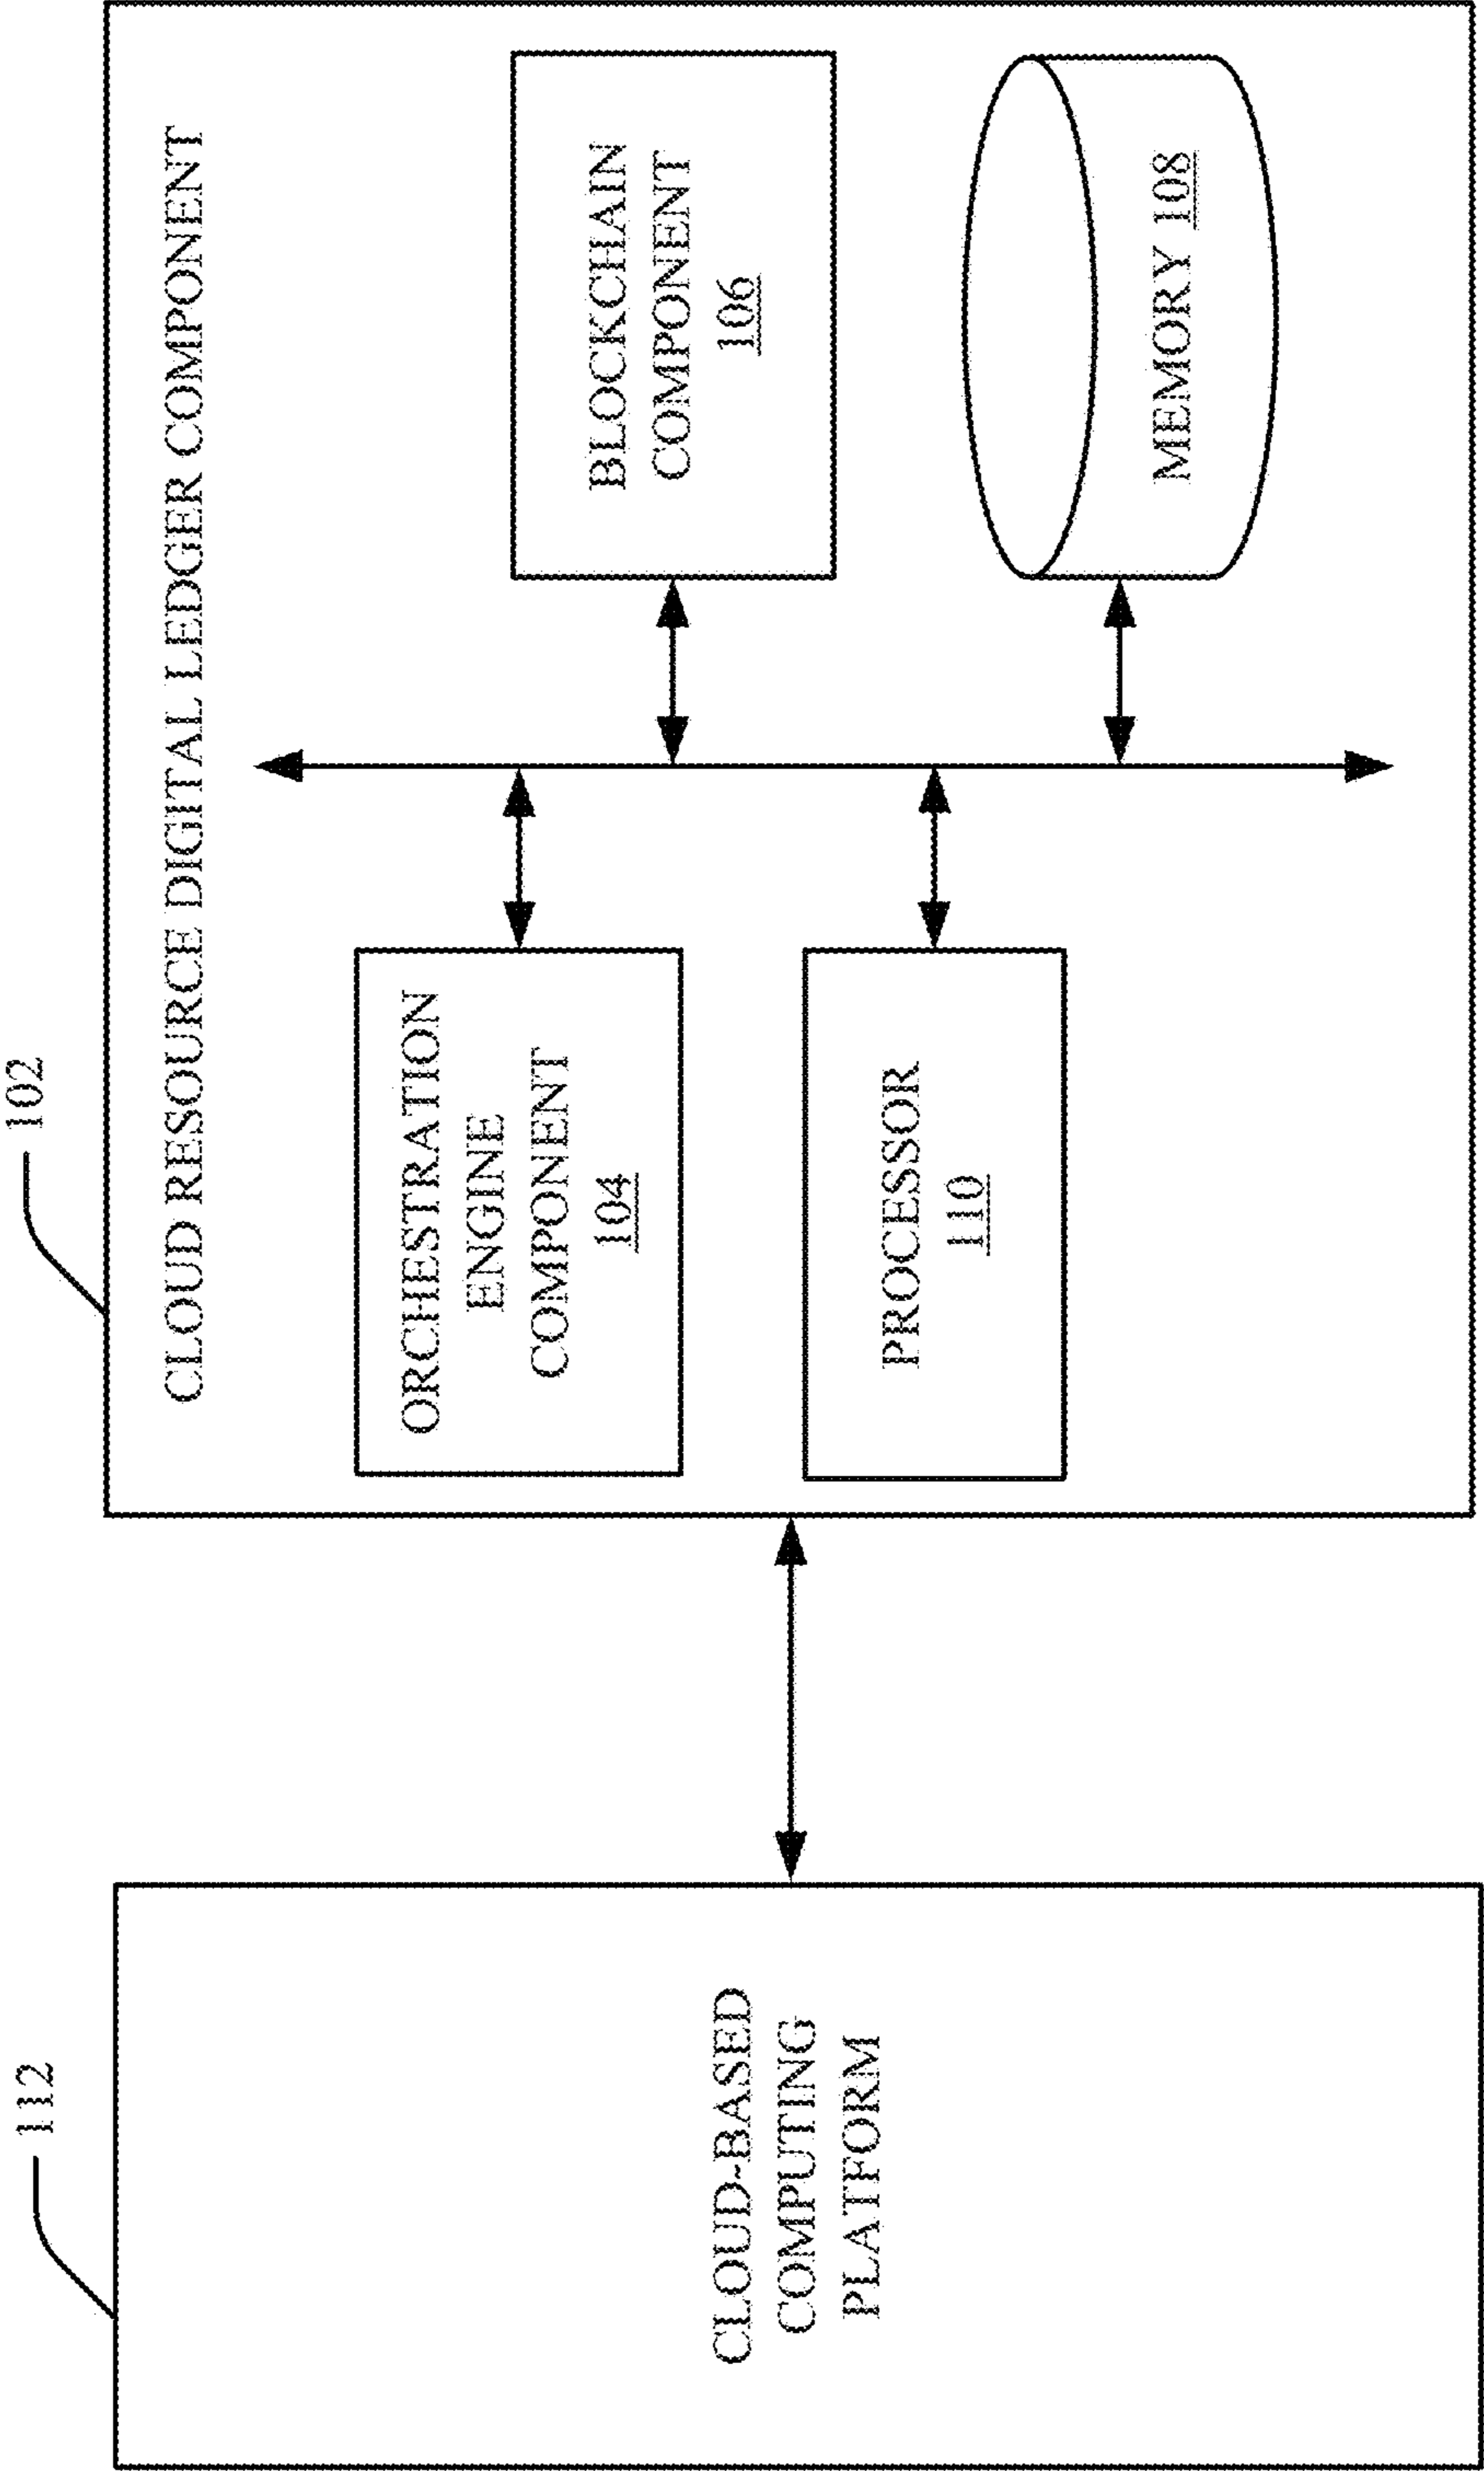 112
CLOUD-BASED
COMPUTING
PLATFORM
102
CLOUD RESOURCE DIGITAL LEDGER COMPONENT
ORCHESTRATION
ENGINE
COMPONENT
104
PROCESSOR
110
BLOCKCHAIN
COMPONENT
106
MEMORY 108